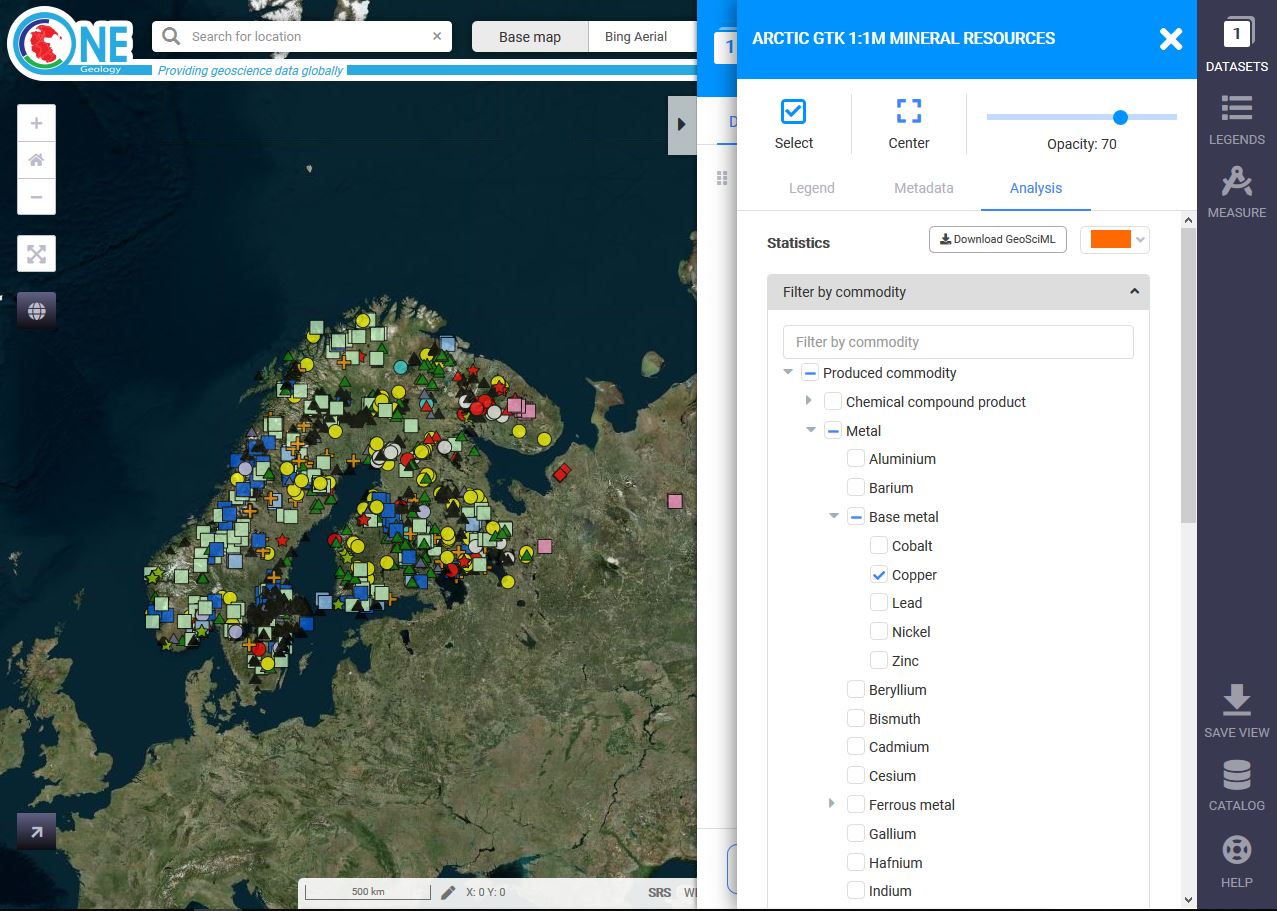 ONE
Geology
Providing geoscience data globally
Search for location
Base map
Bing Aerial
1
D
ARCTIC GTK 1:1M MINERAL RESOURCES
Select
Center
Opacity: 70
Legend
Metadata
Analysis
Statistics
Download GeoSciML
Filter by commodity
Filter by commodity
Produced commodity
Chemical compound product
Metal
Aluminium
Barium
Base metal
Cobalt
Copper
Lead
Nickel
Zinc
Beryllium
Bismuth
Cadmium
Cesium
Ferrous metal
Gallium
Hafnium
Indium
1
DATASETS
LEGENDS
MEASURE
SAVE VIEW
CATALOG
HELP
500 km
X: 0 Y: 0
SRS